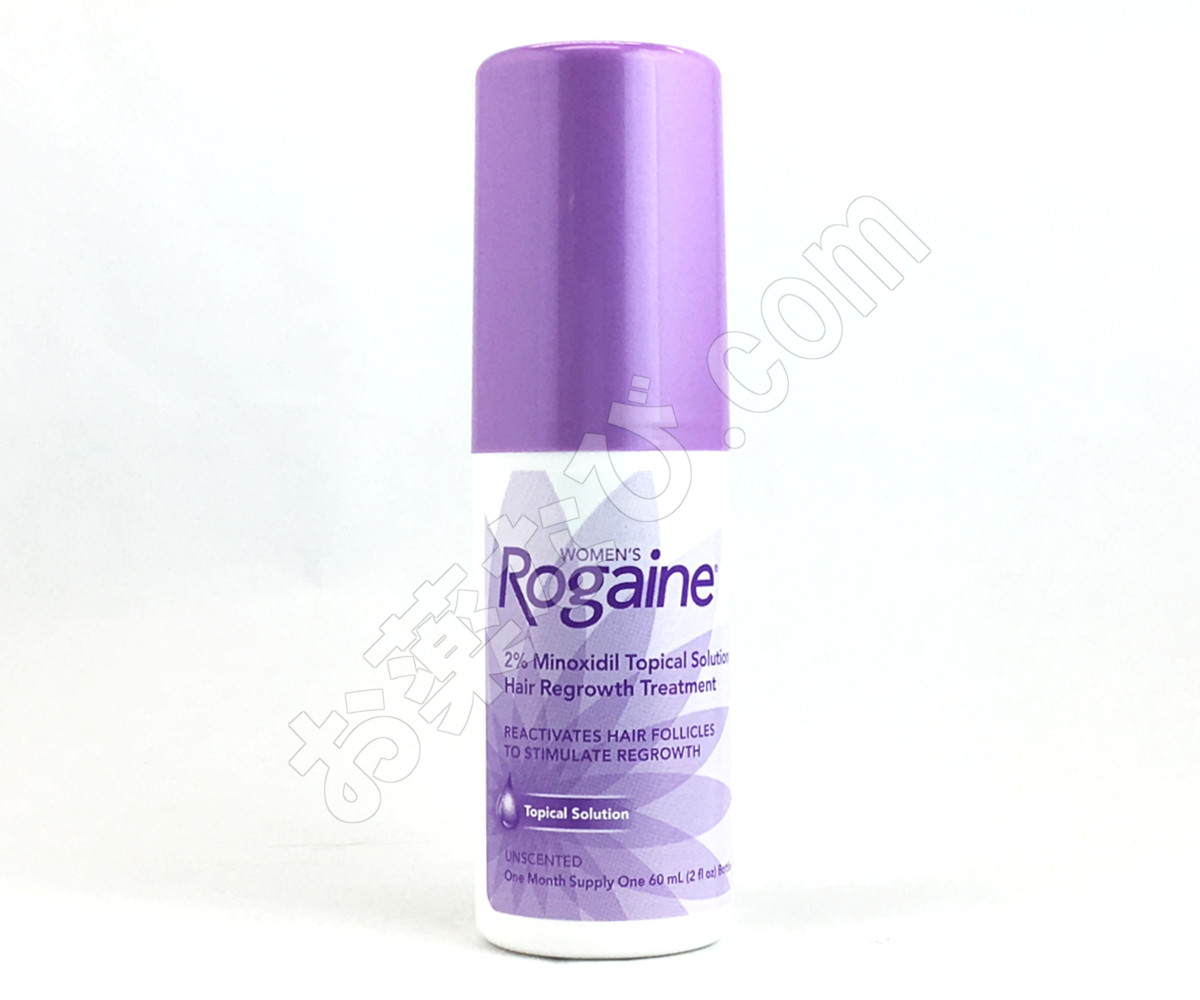 WOMEN'S
Rogaine®
2% Minoxidil Topical Solution
Hair Regrowth Treatment
REACTIVATES HAIR FOLLICLES
TO STIMULATE REGROWTH
Topical Solution
UNSCENTED
One Month Supply One 60 mL (2 fl oz) Bottle
お薬なび.com